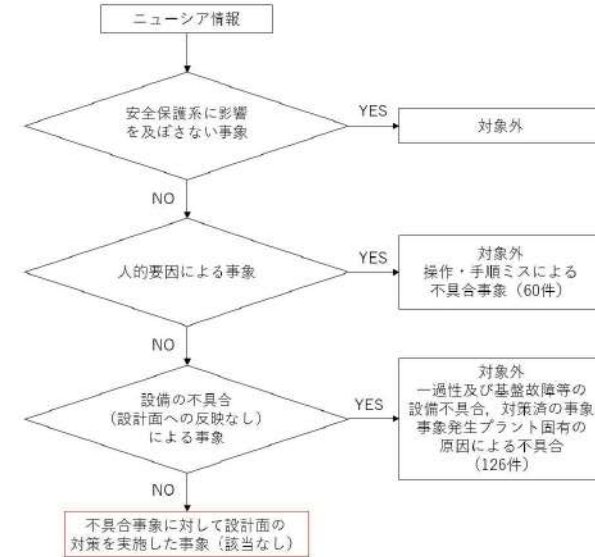 ニューシア情報
安全保護系に影響
を及ぼさない事象
YES
対象外
NO
人的要因による事象
YES
対象外
操作・手順ミスによる
不具合事象（60件）
NO
設備の不具合
（設計面への反映なし）
による事象
YES
対象外
一過性及び基盤故障等の
設備不具合，対策済の事象
事象発生プラント固有の
原因による不具合
（126件）
NO
不具合事象に対して設計面の
対策を実施した事象（該当なし）